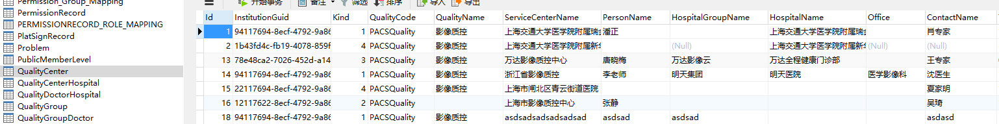 Permission_Group_Mapping
PermissionRecord
PERMISSIONRECORD_ROLE_MAPPING
PlatSignRecord
Problem
PublicMemberLevel
QualityCenter
QualityCenterHospital
QualityDoctorHospital
QualityGroup
QualityGroupDoctor
开始事务 备注 筛选 排序 导入 导出
Id InstitutionGuid Kind QualityCode QualityName ServiceCenterName PersonName HospitalGroupName HospitalName Office ContactName
1 94117694-8ecf-4792-9a86 1 PACSQuality 影像质控 上海交通大学医学院附属瑞 潘正 上海交通大学医学院附属瑞 肖专家
2 1b43fd4c-fb19-4078-859f 4 PACSQuality 影像质控 上海交通大学医学院附属新 (Null) 上海交通大学医学院附属新 (Null) (Null)
13 78e48ca2-7026-452d-a14 3 PACSQuality 影像质控 万达影像质控中心 唐晓梅 万达影像云 万达全程健康门诊部 王专家
14 94117694-8ecf-4792-9a86 1 PACSQuality 影像质控 浙江省影像质控 李老师 明天集团 明天医院 医学影像科 沈医生
15 22117694-8ecf-4792-9a86 4 PACSQuality 影像质控 上海市闸北区青云街道医院 夏家明
16 12117622-8ecf-4792-9a86 2 PACSQuality 上海市影像质控中心 张静 吴琦
18 94117694-8ecf-4792-9a86 1 PACSQuality 影像质控 asdsadsadsadsadsad asdsad asdsad asdasd